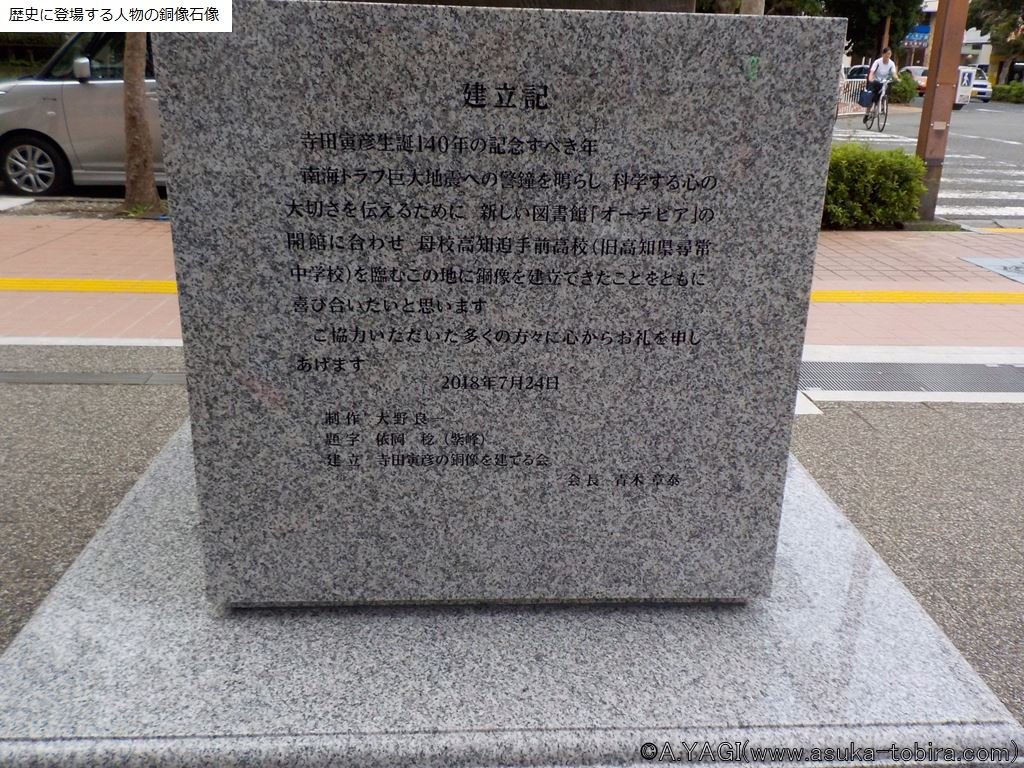 歴史に登場する人物の銅像石像
建立記
寺田寅彦生誕140年の記念すべき年
南海トラフ巨大地震への警鐘を鳴らし 科学する心の
大切さを伝えるために 新しい図書館「オーテピア」の
開館に合わせ 母校高知追手前高校(旧高知県尋常
中学校)を臨むこの地に銅像を建立できたことをともに
喜び合いたいと思います
ご協力いただいた多くの方々に心からお礼を申し
あげます
2018年7月24日
制作 大野良一
題字 依岡 稔(紫峰)
建立 寺田寅彦の銅像を建てる会
会長 青木章泰
©A.YAGI(www.asuka-tobira.com)